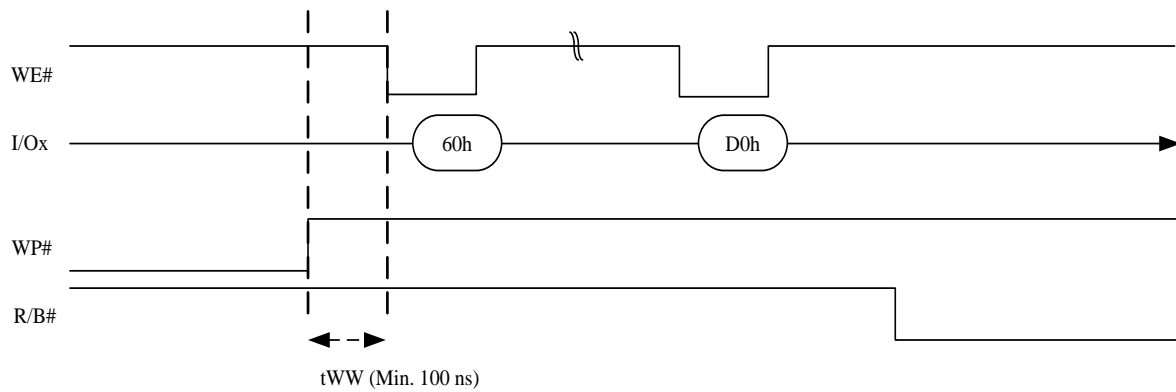 WE#
I/Ox
60h
D0h
WP#
R/B#
tWW (Min. 100 ns)